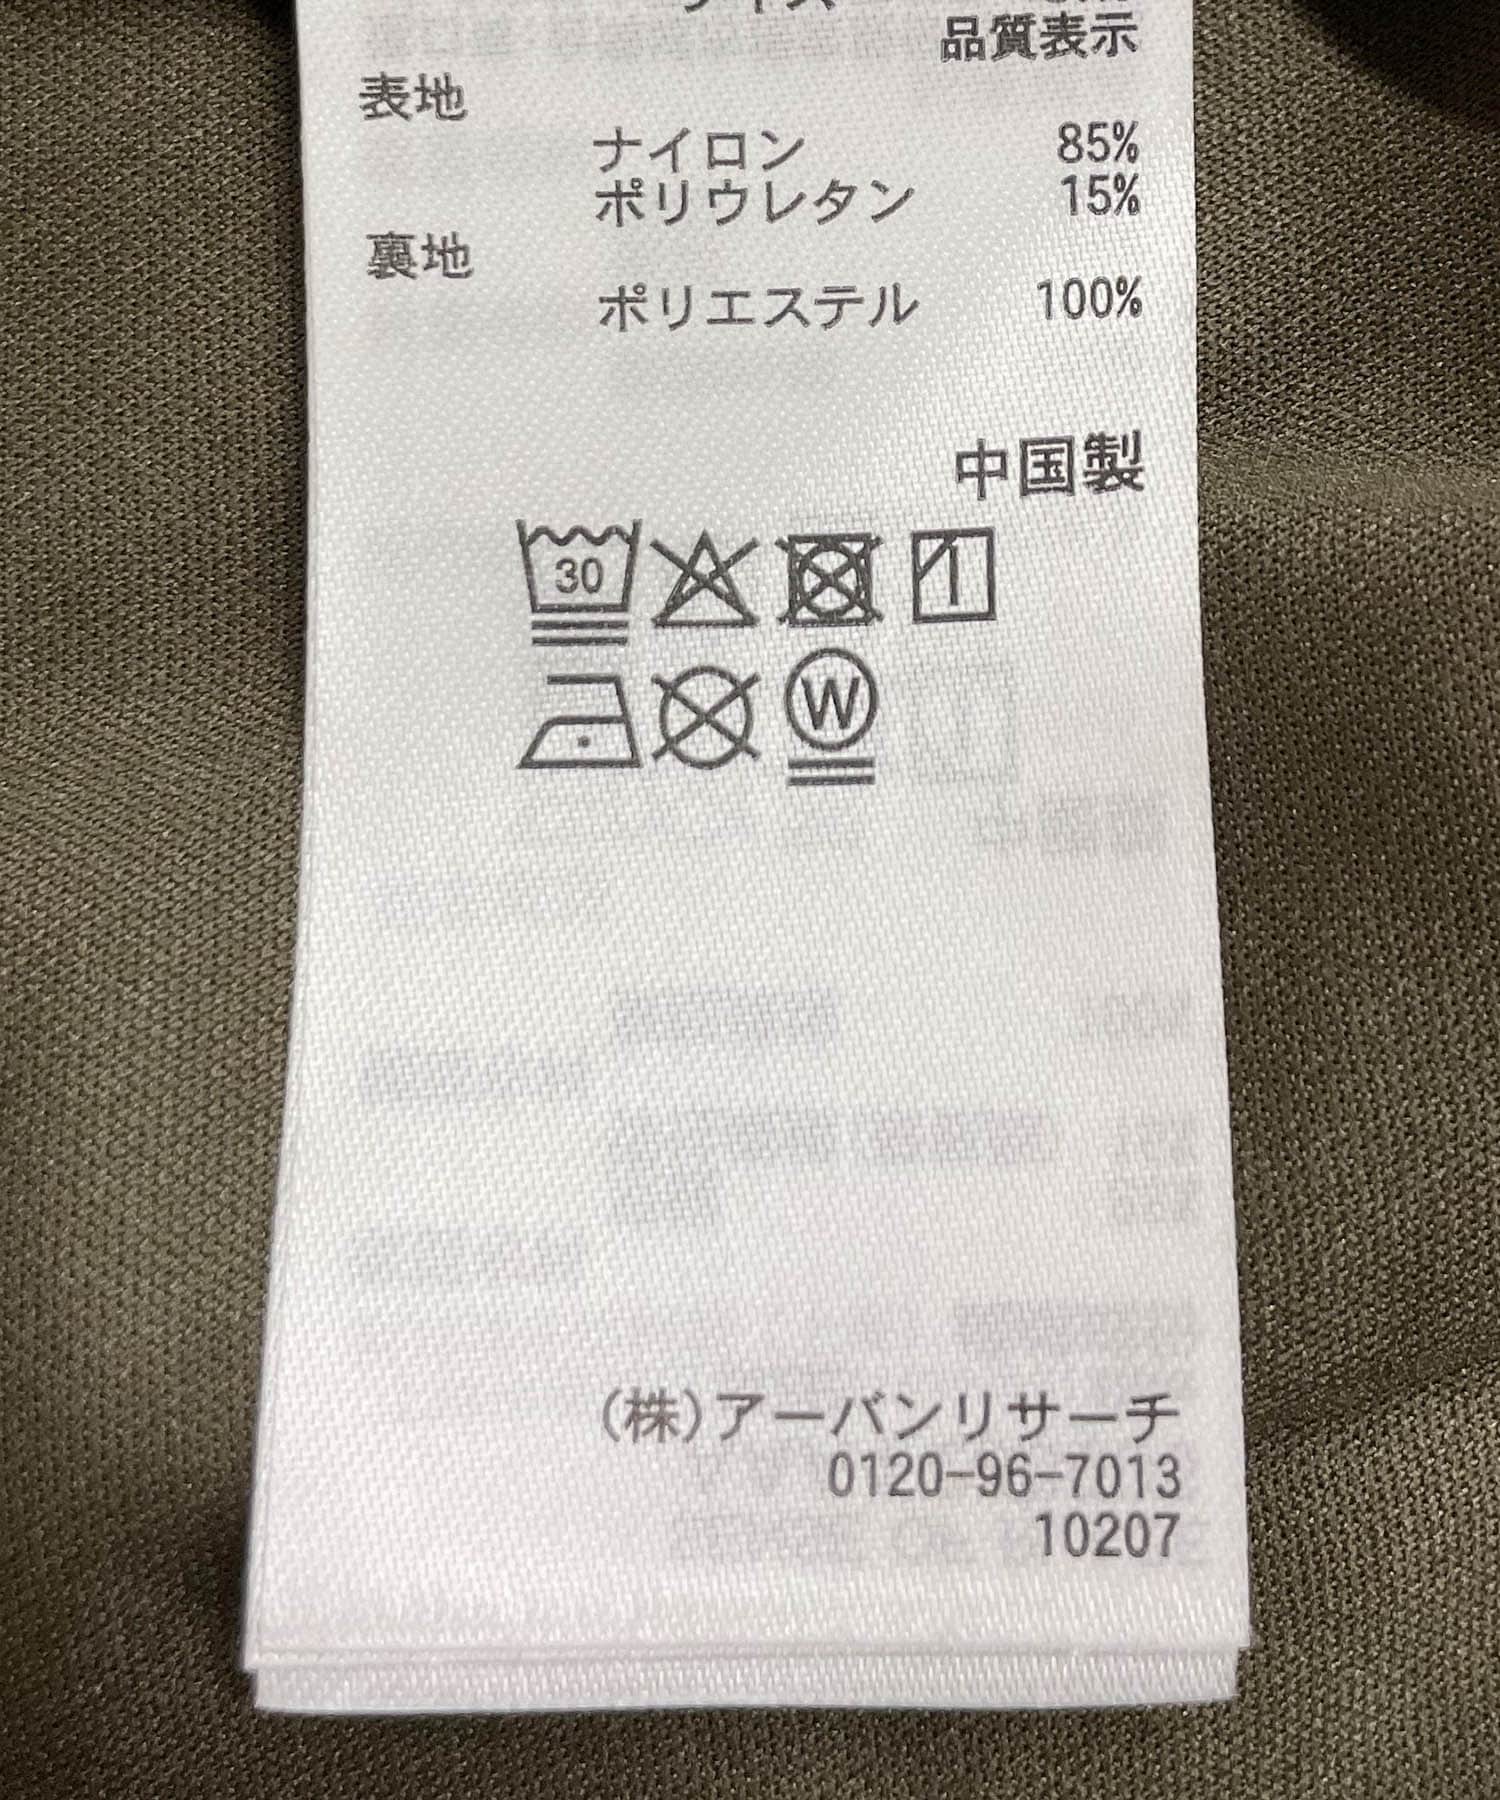 品質表示
表地
ナイロン 85%
ポリウレタン 15%
裏地
ポリエステル 100%
中国製
30
W
(株)アーバンリサーチ
0120-96-7013
10207